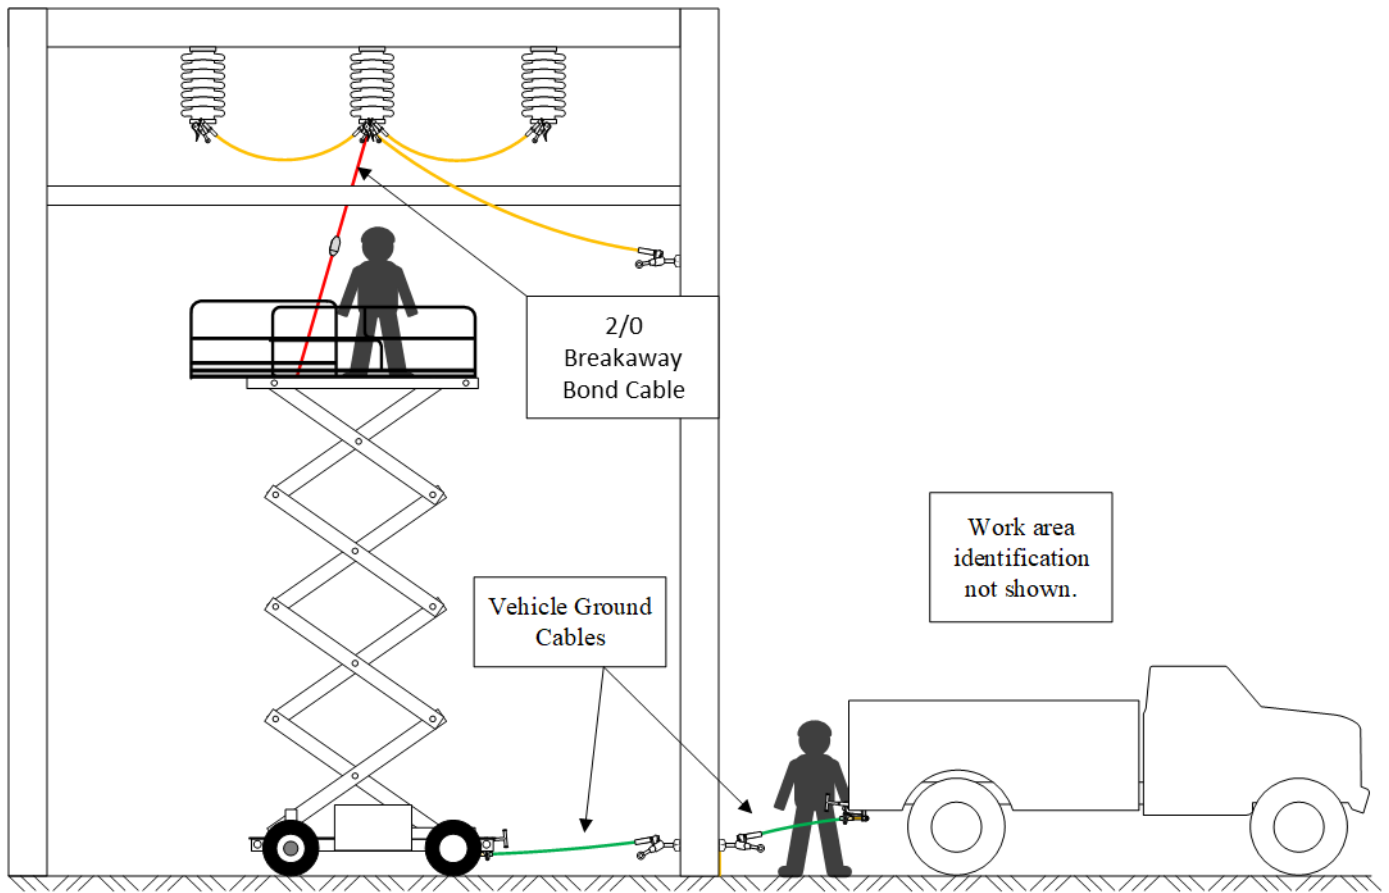 2/0
Breakaway
Bond Cable
Work area
identification
not shown.
Vehicle Ground
Cables